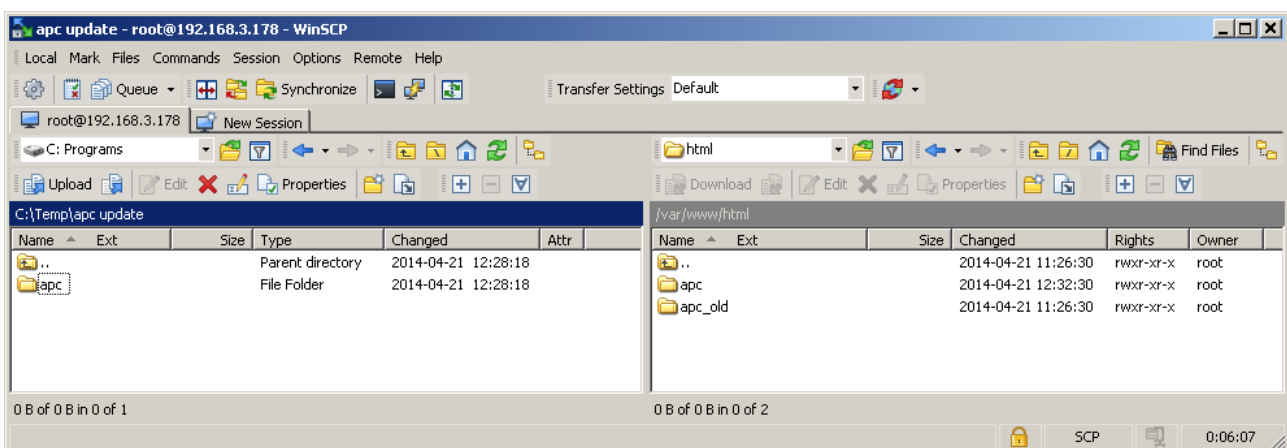 apc update - root@192.168.3.178 - WinSCP
Local Mark Files Commands Session Options Remote Help
Queue Synchronize Transfer Settings Default
root@192.168.3.178 New Session
C: Programs html Find Files
Upload Edit Properties Download Edit Properties
C:\Temp\apc update /var/www/html
Name Ext Size Type Changed Attr Name Ext Size Changed Rights Owner
.. Parent directory 2014-04-21 12:28:18 .. 2014-04-21 11:26:30 rwxr-xr-x root
apc File Folder 2014-04-21 12:28:18 apc 2014-04-21 12:32:30 rwxr-xr-x root
apc_old 2014-04-21 11:26:30 rwxr-xr-x root
0 B of 0 B in 0 of 1 0 B of 0 B in 0 of 2
SCP 0:06:07